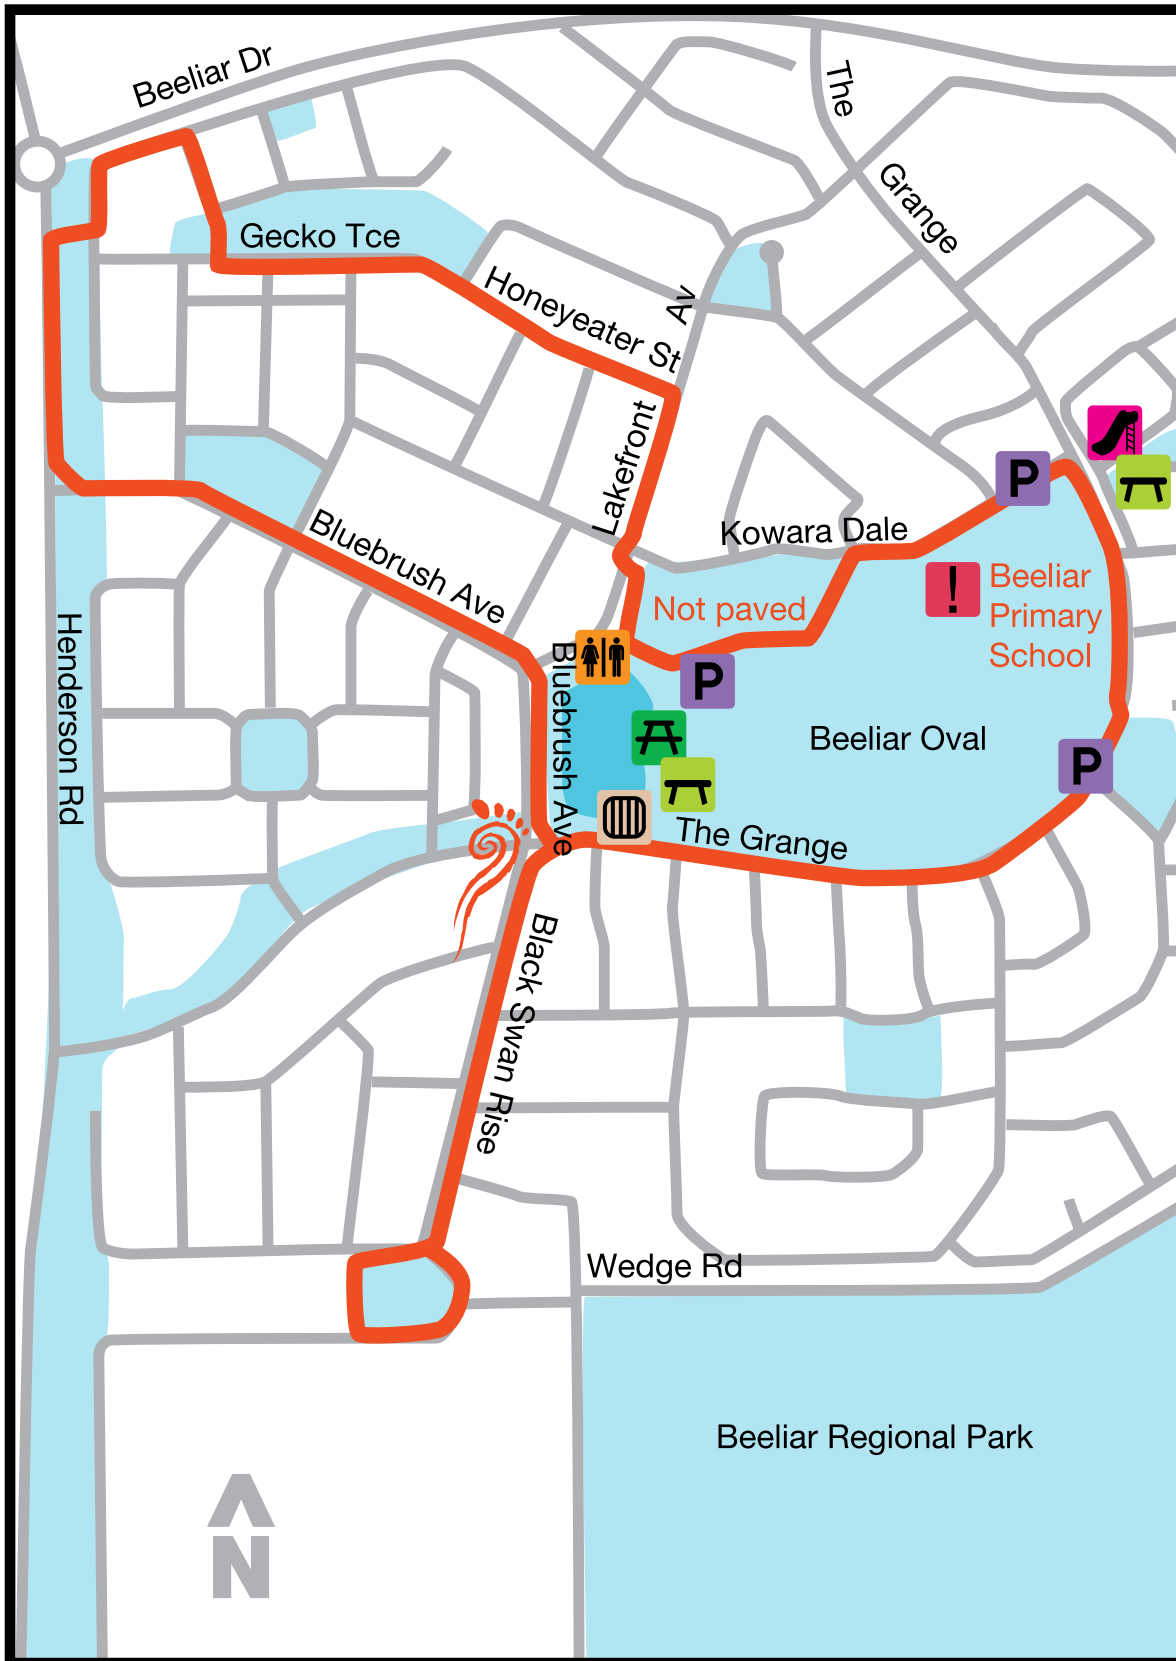 Beeliar Dr
The
Grange
Gecko Tce
Honeyeater St
Lakefront
Av
P
Kowara Dale
Bluebrush Ave
!
Beeliar
Primary
School
Not paved
Henderson Rd
Bluebrush Ave
P
Beeliar Oval
P
The Grange
Black Swan Rise
Wedge Rd
Beeliar Regional Park
N